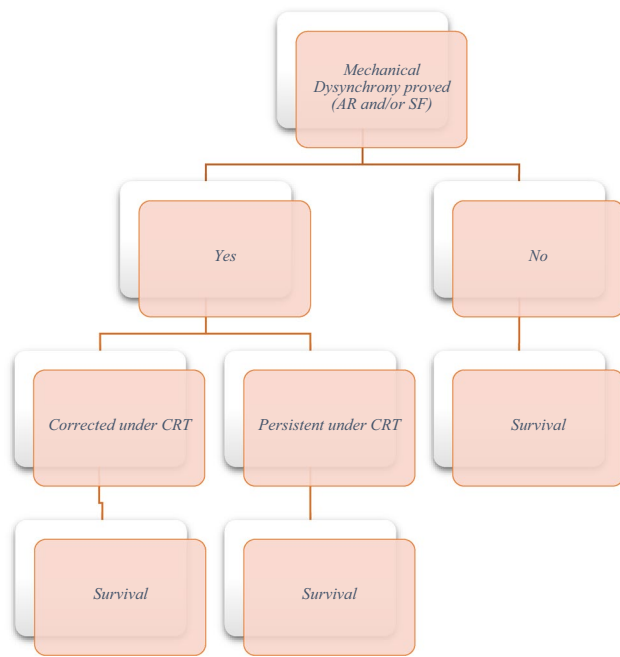 Mechanical
Dysynchrony proved
(AR and/or SF)
Yes
No
Corrected under CRT
Persistent under CRT
Survival
Survival
Survival